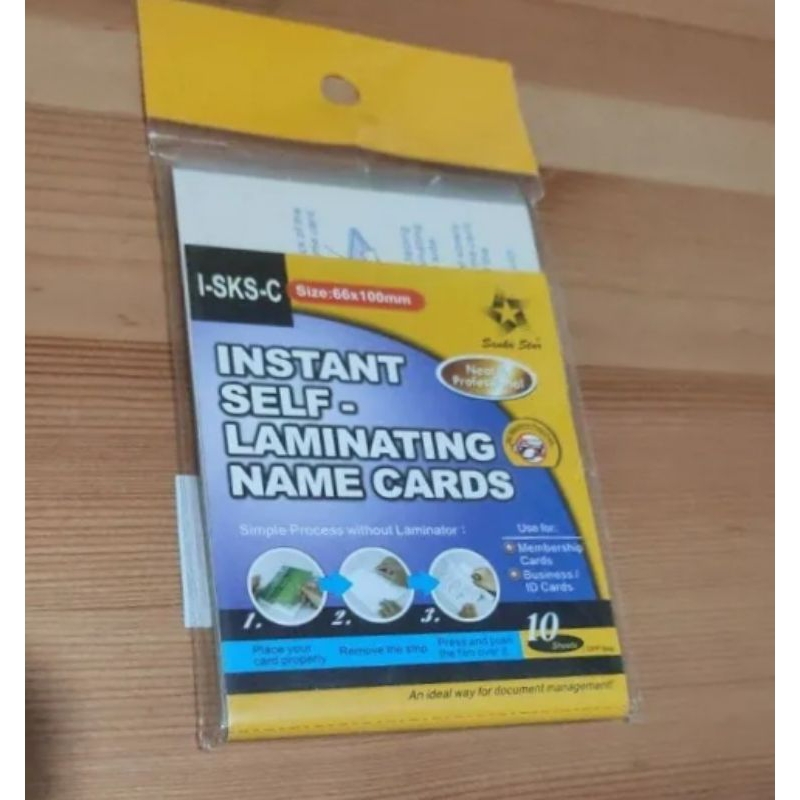 I-SKS-C
Size:66x100mm
INSTANT
SELF -
LAMINATING
NAME CARDS
Simple Process without Laminator :
Use for:
Membership
Cards
Business /
ID Cards
1.
2.
3.
Place your
card properly
Remove the strip
Press and push
the film over it
10
Sheets
An ideal way for document management!